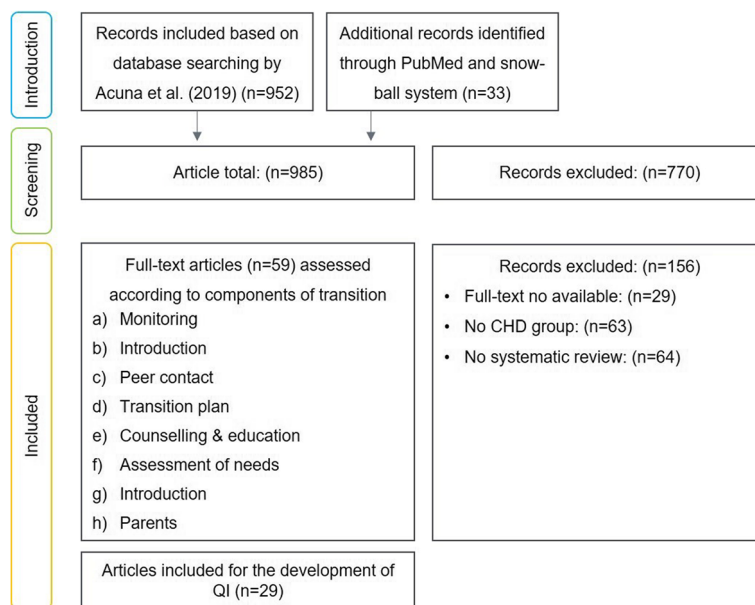 Introduction
Records included based on
database searching by
Acuna et al. (2019) (n=952)
Additional records identified
through PubMed and snow-
ball system (n=33)
Screening
Article total: (n=985)
Records excluded: (n=770)
Included
Full-text articles (n=59) assessed
according to components of transition
a) Monitoring
b) Introduction
c) Peer contact
d) Transition plan
e) Counselling & education
f) Assessment of needs
g) Introduction
h) Parents
Records excluded: (n=156)
• Full-text no available: (n=29)
• No CHD group: (n=63)
• No systematic review: (n=64)
Articles included for the development of
QI (n=29)